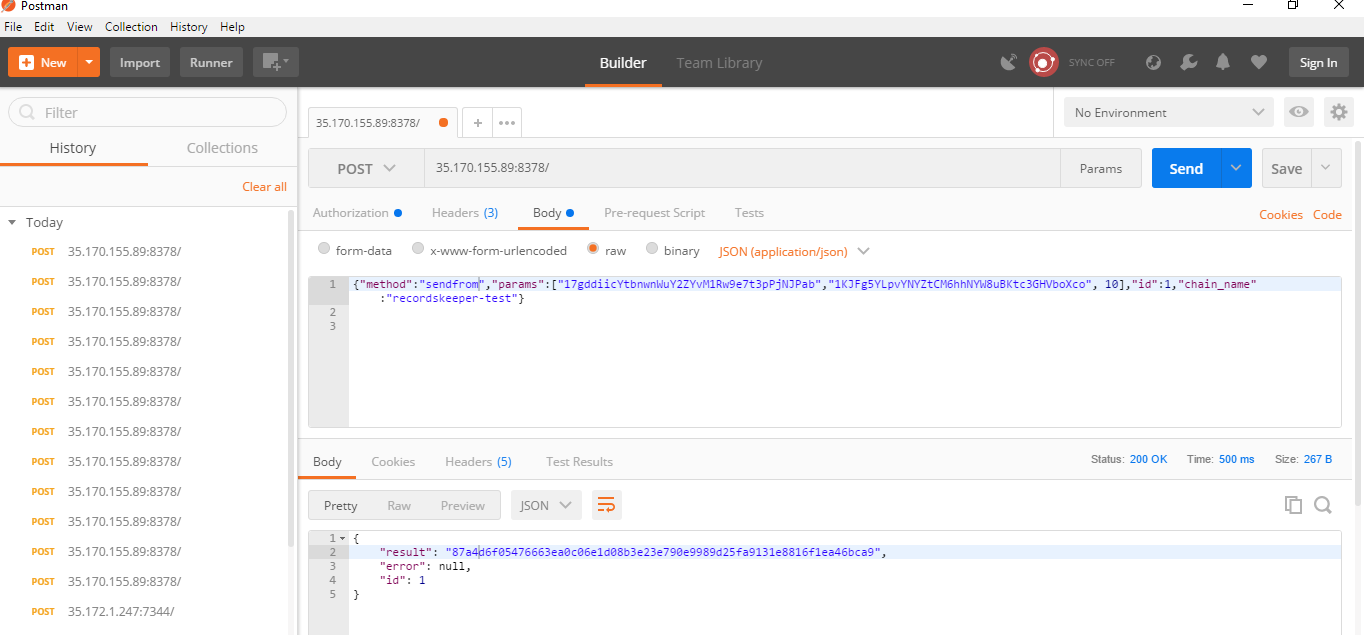 Postman
File Edit View Collection History Help
New Import Runner Builder Team Library SYNC OFF Sign In
Filter
History Collections
Clear all
Today
POST 35.170.155.89:8378/
POST 35.170.155.89:8378/
POST 35.170.155.89:8378/
POST 35.170.155.89:8378/
POST 35.170.155.89:8378/
POST 35.170.155.89:8378/
POST 35.170.155.89:8378/
POST 35.170.155.89:8378/
POST 35.170.155.89:8378/
POST 35.170.155.89:8378/
POST 35.170.155.89:8378/
POST 35.170.155.89:8378/
POST 35.172.1.247:7344/
35.170.155.89:8378/ + ••• No Environment
POST 35.170.155.89:8378/ Params Send Save
Authorization Headers (3) Body Pre-request Script Tests Cookies Code
form-data x-www-form-urlencoded raw binary JSON (application/json)
1 {"method":"sendfrom","params":["17gddiicYtbnwnWuY2ZYvM1Rw9e7t3pPjNJPab","1KJFg5YLpvYNYZtCM6hhNYW8uBKtc3GHVboXco", 10],"id":1,"chain_name"
:"recordskeeper-test"}
2
3
Body Cookies Headers (5) Test Results Status: 200 OK Time: 500 ms Size: 267 B
Pretty Raw Preview JSON
1 {
2 "result": "87a4d6f05476663ea0c06e1d08b3e23e790e9989d25fa9131e8816f1ea46bca9",
3 "error": null,
4 "id": 1
5 }